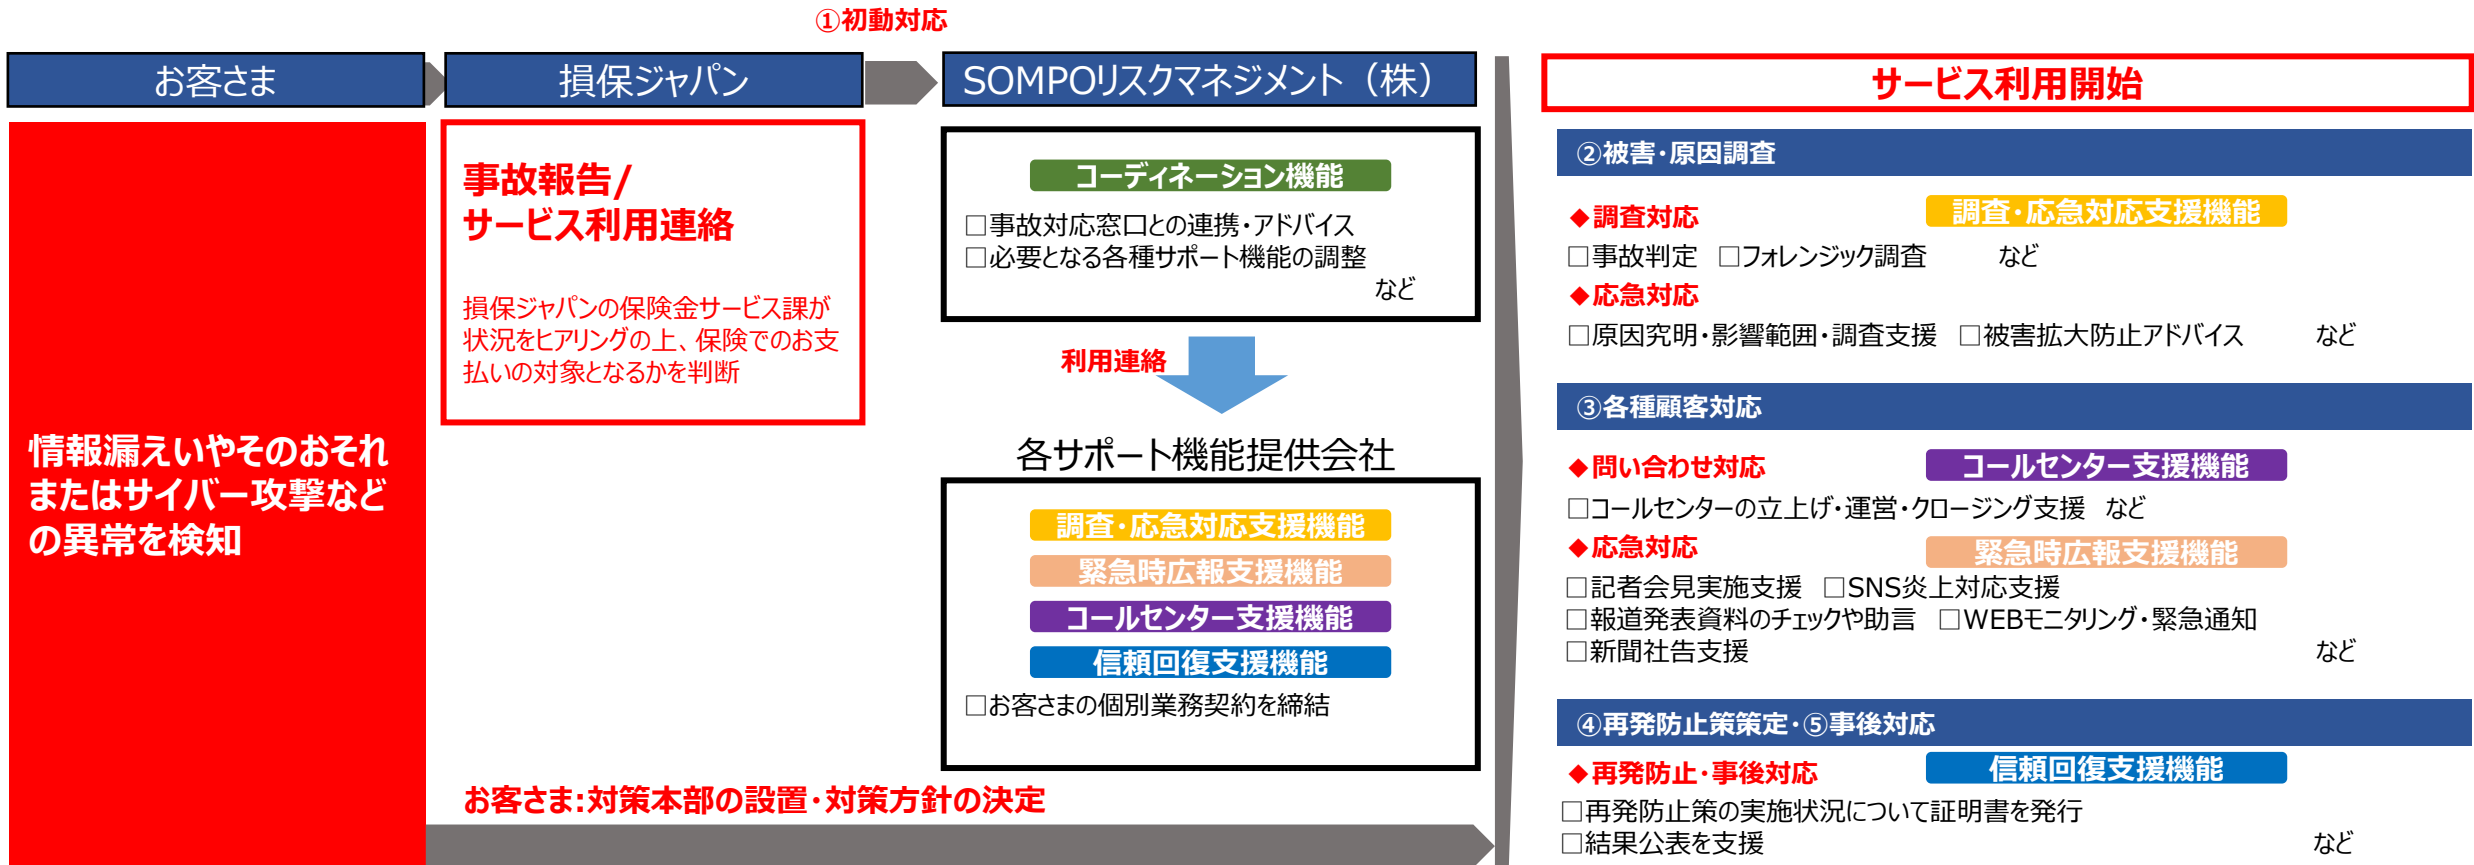 ①初動対応
お客さま
損保ジャパン
SOMPOリスクマネジメント（株）
情報漏えいやそのおそれ
またはサイバー攻撃など
の異常を検知
事故報告/
サービス利用連絡
損保ジャパンの保険金サービス課が
状況をヒアリングの上、保険でのお支
払いの対象となるかを判断
コーディネーション機能
□事故対応窓口との連携・アドバイス
□必要となる各種サポート機能の調整
など
利用連絡
各サポート機能提供会社
調査・応急対応支援機能
緊急時広報支援機能
コールセンター支援機能
信頼回復支援機能
□お客さまの個別業務契約を締結
お客さま:対策本部の設置・対策方針の決定
サービス利用開始
②被害・原因調査
◆調査対応 調査・応急対応支援機能
□事故判定 □フォレンジック調査 など
◆応急対応
□原因究明・影響範囲・調査支援 □被害拡大防止アドバイス など
③各種顧客対応
◆問い合わせ対応 コールセンター支援機能
□コールセンターの立上げ・運営・クロージング支援 など
◆応急対応 緊急時広報支援機能
□記者会見実施支援 □SNS炎上対応支援
□報道発表資料のチェックや助言 □WEBモニタリング・緊急通知
□新聞社告支援 など
④再発防止策策定・⑤事後対応
◆再発防止・事後対応 信頼回復支援機能
□再発防止策の実施状況について証明書を発行
□結果公表を支援 など